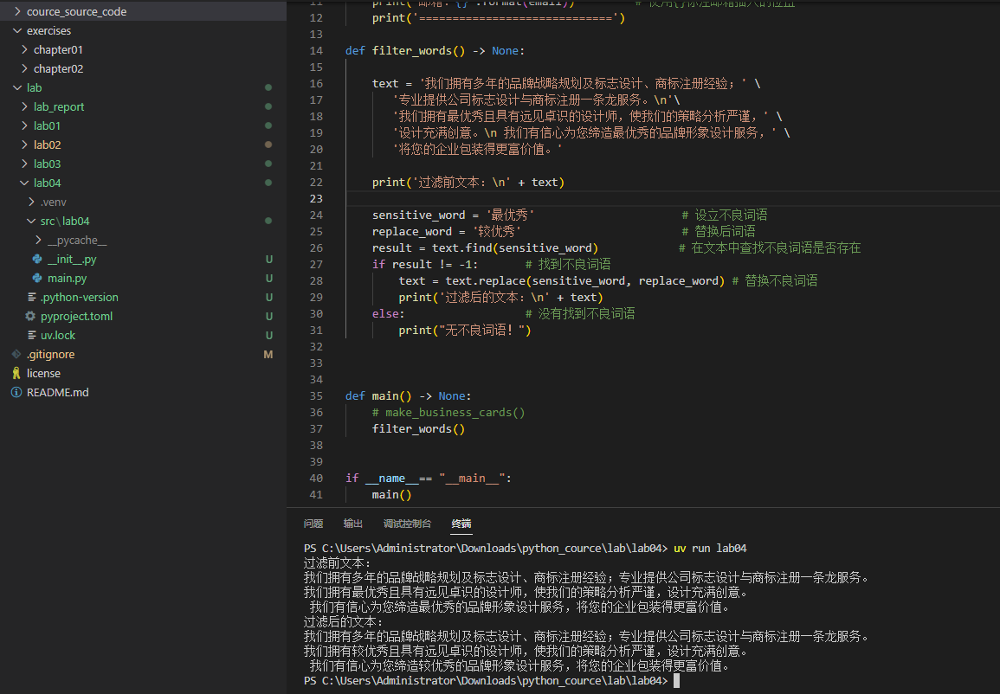 cource_source_code
exercises
chapter01
chapter02
lab
lab_report
lab01
lab02
lab03
lab04
.venv
src\lab04
__pycache__
__init__.py U
main.py U
.python-version U
pyproject.toml U
uv.lock U
.gitignore M
license
README.md
12 print('=============================')
13
14 def filter_words() -> None:
15
16 text = '我们拥有多年的品牌战略规划及标志设计、商标注册经验；' \
17 '专业提供公司标志设计与商标注册一条龙服务。\n'\
18 '我们拥有最优秀且具有远见卓识的设计师，使我们的策略分析严谨，' \
19 '设计充满创意。\n 我们有信心为您缔造最优秀的品牌形象设计服务，' \
20 '将您的企业包装得更富价值。'
21
22 print('过滤前文本：\n' + text)
23
24 sensitive_word = '最优秀' # 设立不良词语
25 replace_word = '较优秀' # 替换后词语
26 result = text.find(sensitive_word) # 在文本中查找不良词语是否存在
27 if result != -1: # 找到不良词语
28 text = text.replace(sensitive_word, replace_word) # 替换不良词语
29 print('过滤后的文本：\n' + text)
30 else: # 没有找到不良词语
31 print("无不良词语！")
32
33
34
35 def main() -> None:
36 # make_business_cards()
37 filter_words()
38
39
40 if __name__== "__main__":
41 main()
问题 输出 调试控制台 终端
PS C:\Users\Administrator\Downloads\python_cource\lab\lab04> uv run lab04
过滤前文本：
我们拥有多年的品牌战略规划及标志设计、商标注册经验；专业提供公司标志设计与商标注册一条龙服务。
我们拥有最优秀且具有远见卓识的设计师，使我们的策略分析严谨，设计充满创意。
我们有信心为您缔造最优秀的品牌形象设计服务，将您的企业包装得更富价值。
过滤后的文本：
我们拥有多年的品牌战略规划及标志设计、商标注册经验；专业提供公司标志设计与商标注册一条龙服务。
我们拥有较优秀且具有远见卓识的设计师，使我们的策略分析严谨，设计充满创意。
我们有信心为您缔造较优秀的品牌形象设计服务，将您的企业包装得更富价值。
PS C:\Users\Administrator\Downloads\python_cource\lab\lab04>